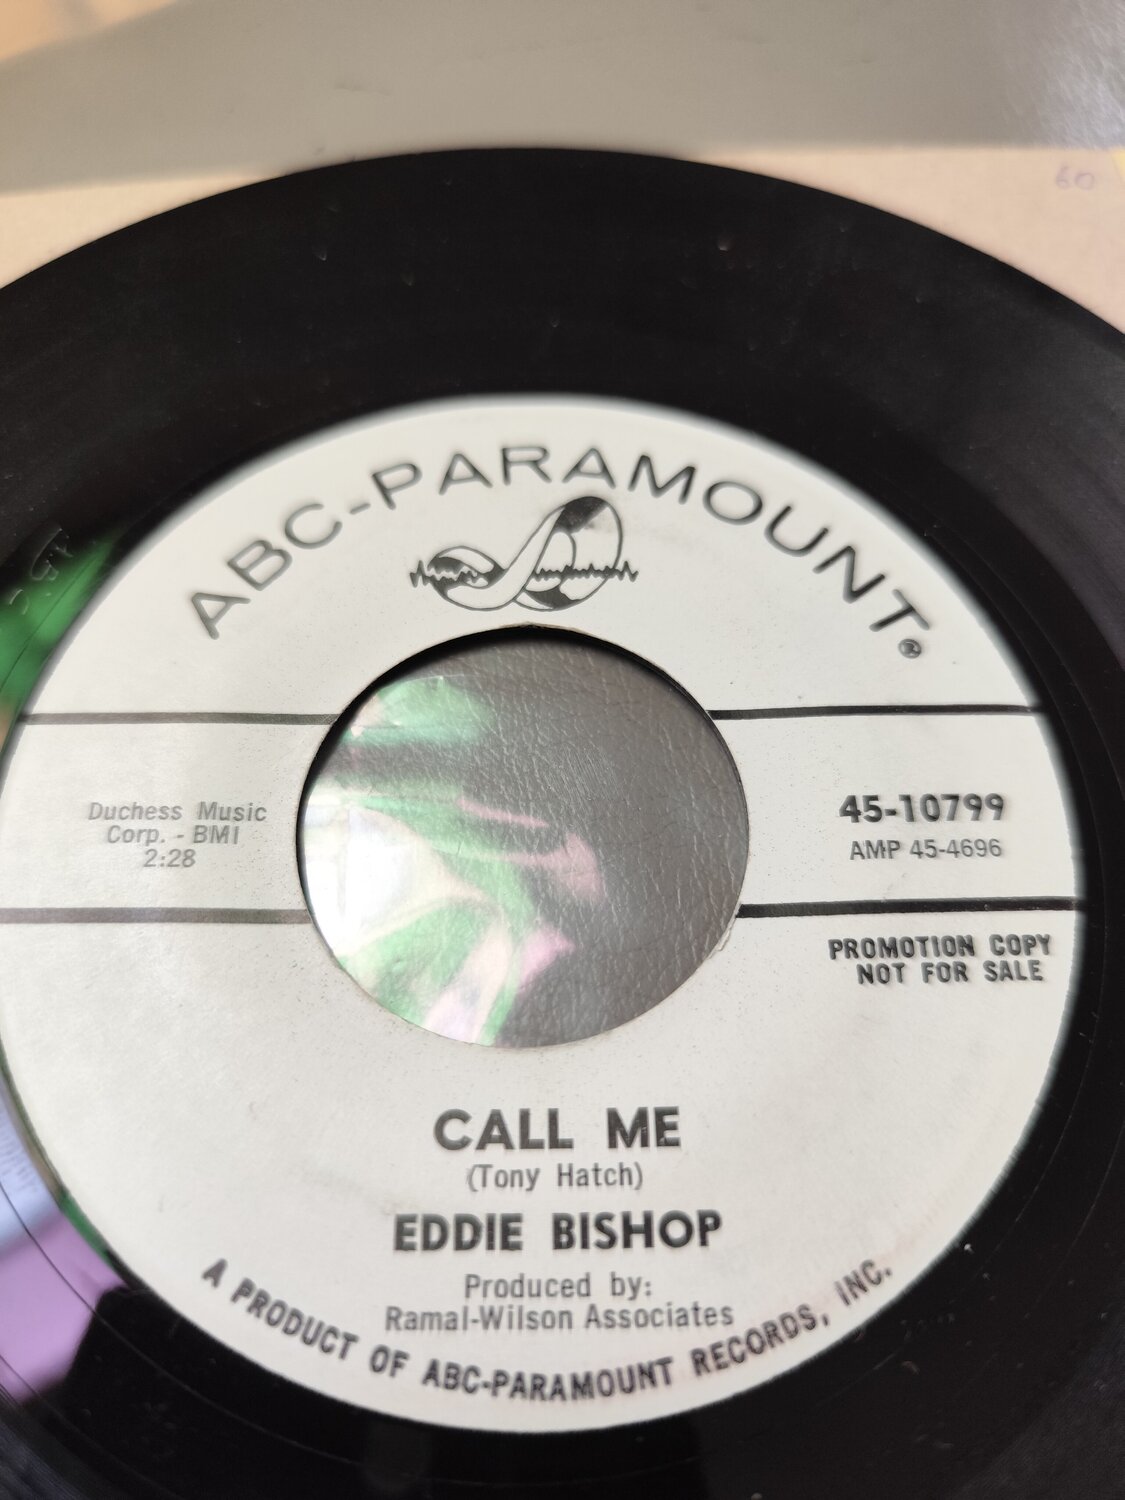 60
ABC-PARAMOUNT®
Duchess Music
Corp. - BMI
2:28
45-10799
AMP 45-4696
PROMOTION COPY
NOT FOR SALE
CALL ME
(Tony Hatch)
EDDIE BISHOP
Produced by:
Ramal-Wilson Associates
A PRODUCT OF ABC-PARAMOUNT RECORDS, INC.